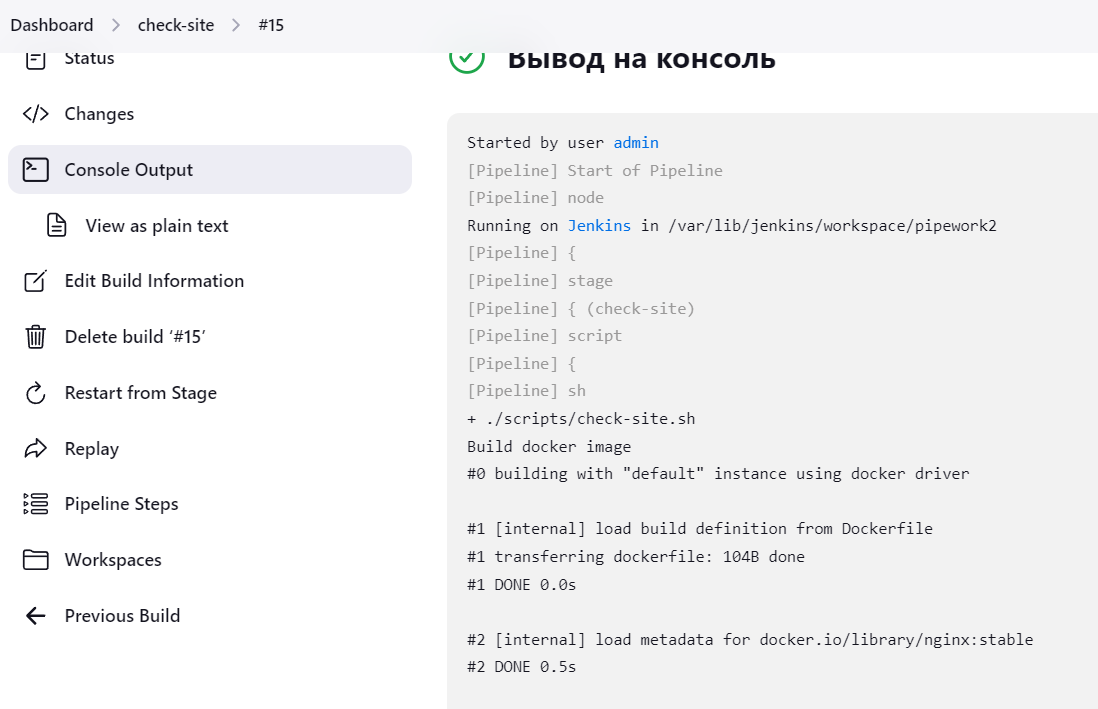 Dashboard > check-site > #15
Status
Changes
Console Output
View as plain text
Edit Build Information
Delete build ‘#15’
Restart from Stage
Replay
Pipeline Steps
Workspaces
Previous Build
Вывод на консоль
Started by user admin
[Pipeline] Start of Pipeline
[Pipeline] node
Running on Jenkins in /var/lib/jenkins/workspace/pipework2
[Pipeline] {
[Pipeline] stage
[Pipeline] { (check-site)
[Pipeline] script
[Pipeline] {
[Pipeline] sh
+ ./scripts/check-site.sh
Build docker image
#0 building with "default" instance using docker driver
#1 [internal] load build definition from Dockerfile
#1 transferring dockerfile: 104B done
#1 DONE 0.0s
#2 [internal] load metadata for docker.io/library/nginx:stable
#2 DONE 0.5s